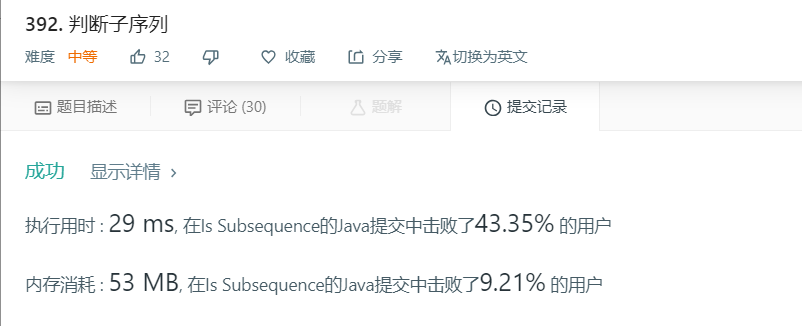 392. 判断子序列
难度 中等 32 收藏 分享 切换为英文
题目描述 评论 (30) 题解 提交记录
成功 显示详情 >
执行用时 : 29 ms, 在Is Subsequence的Java提交中击败了43.35% 的用户
内存消耗 : 53 MB, 在Is Subsequence的Java提交中击败了9.21% 的用户